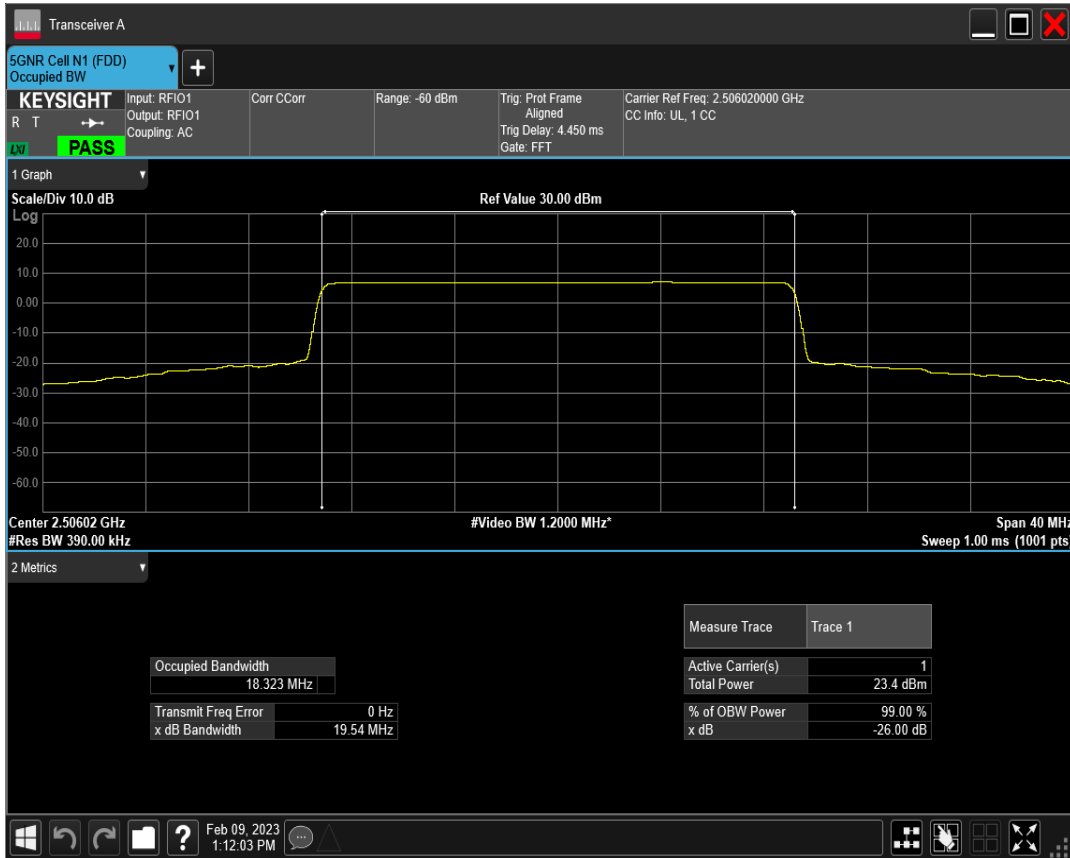 Transceiver A
5GNR Cell N1 (FDD)
Occupied BW
+
KEYSIGHT
R T
LXI
PASS
Input: RFIO1
Output: RFIO1
Coupling: AC
Corr CCorr
Range: -60 dBm
Trig: Prot Frame
Aligned
Trig Delay: 4.450 ms
Gate: FFT
Carrier Ref Freq: 2.506020000 GHz
CC Info: UL, 1 CC
1 Graph
Scale/Div 10.0 dB
Ref Value 30.00 dBm
Log
20.0
10.0
0.00
-10.0
-20.0
-30.0
-40.0
-50.0
-60.0
Center 2.50602 GHz
#Video BW 1.2000 MHz*
Span 40 MHz
#Res BW 390.00 kHz
Sweep 1.00 ms (1001 pts)
2 Metrics
Measure Trace Trace 1
Occupied Bandwidth
18.323 MHz
Active Carrier(s) 1
Total Power 23.4 dBm
Transmit Freq Error 0 Hz
x dB Bandwidth 19.54 MHz
% of OBW Power 99.00 %
x dB -26.00 dB
?
Feb 09, 2023
1:12:03 PM